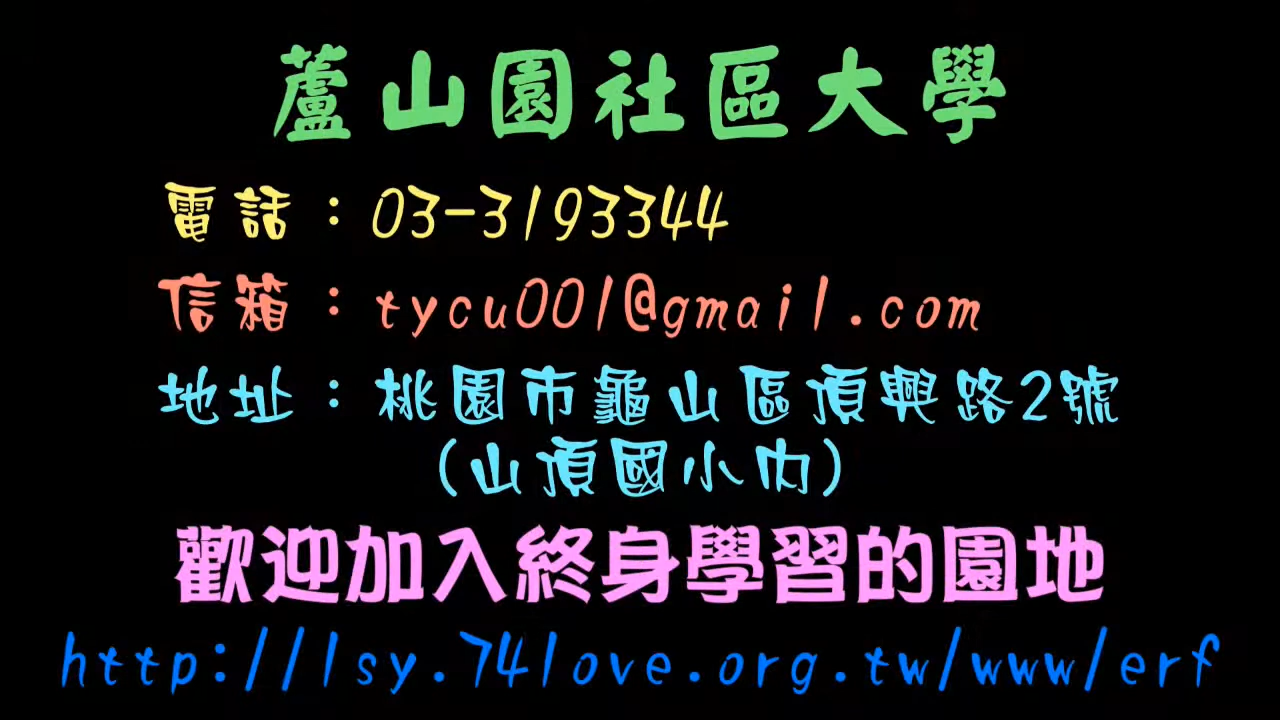 蘆山園社區大學
電話：03-3193344
信箱：tycu001@gmail.com
地址：桃園市龜山區頂興路2號
(山頂國小內)
歡迎加入終身學習的園地
http://lsy.74love.org.tw/www/erf